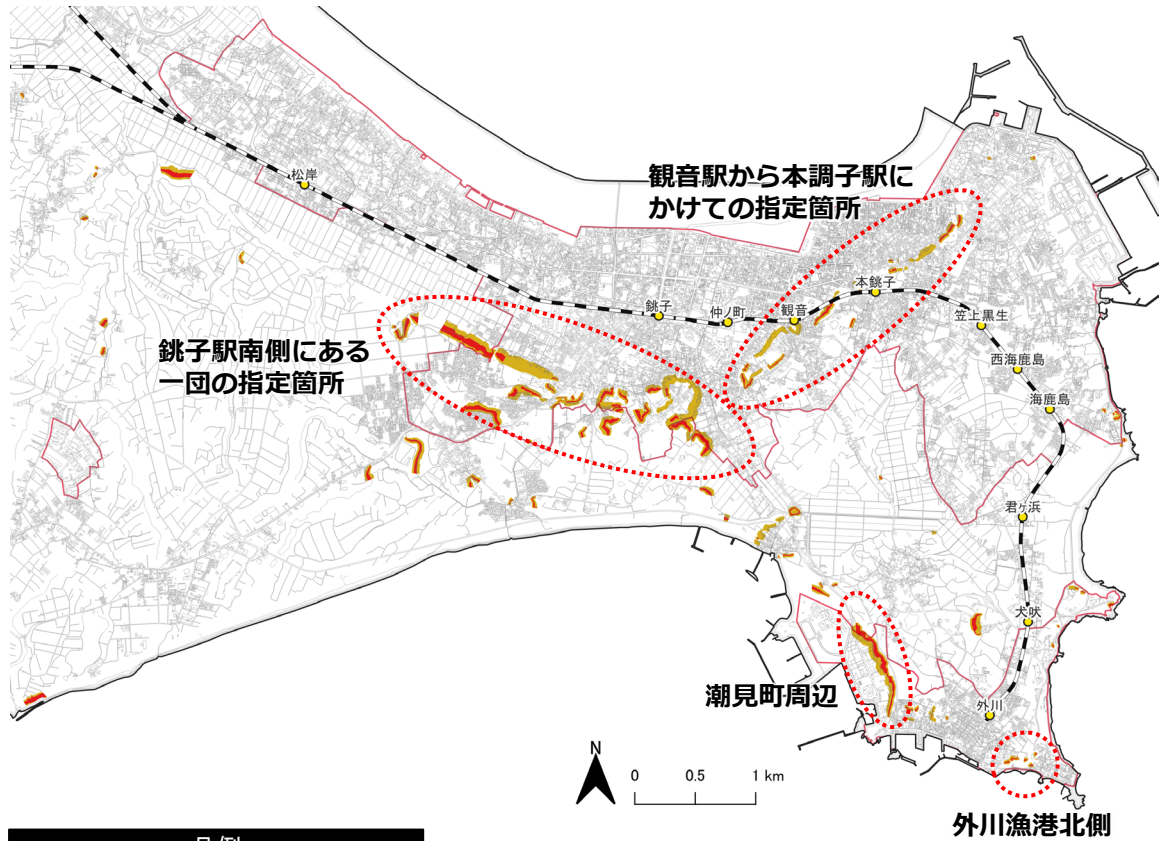 観音駅から本調子駅に
かけての指定箇所
松岸
本銚子
銚子
仲ノ町
観音
笠上黒生
銚子駅南側にある
一団の指定箇所
西海鹿島
海鹿島
君ヶ浜
犬吠
潮見町周辺
外川
N
0 0.5 1 km
外川漁港北側
凡例